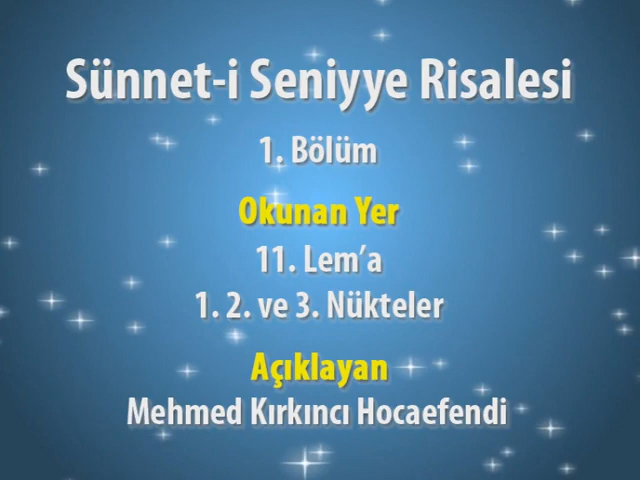 Sünnet-i Seniyye Risalesi
1. Bölüm
Okunan Yer
11. Lem’a
1. 2. ve 3. Nükteler
Açıklayan
Mehmed Kırkıncı Hocaefendi